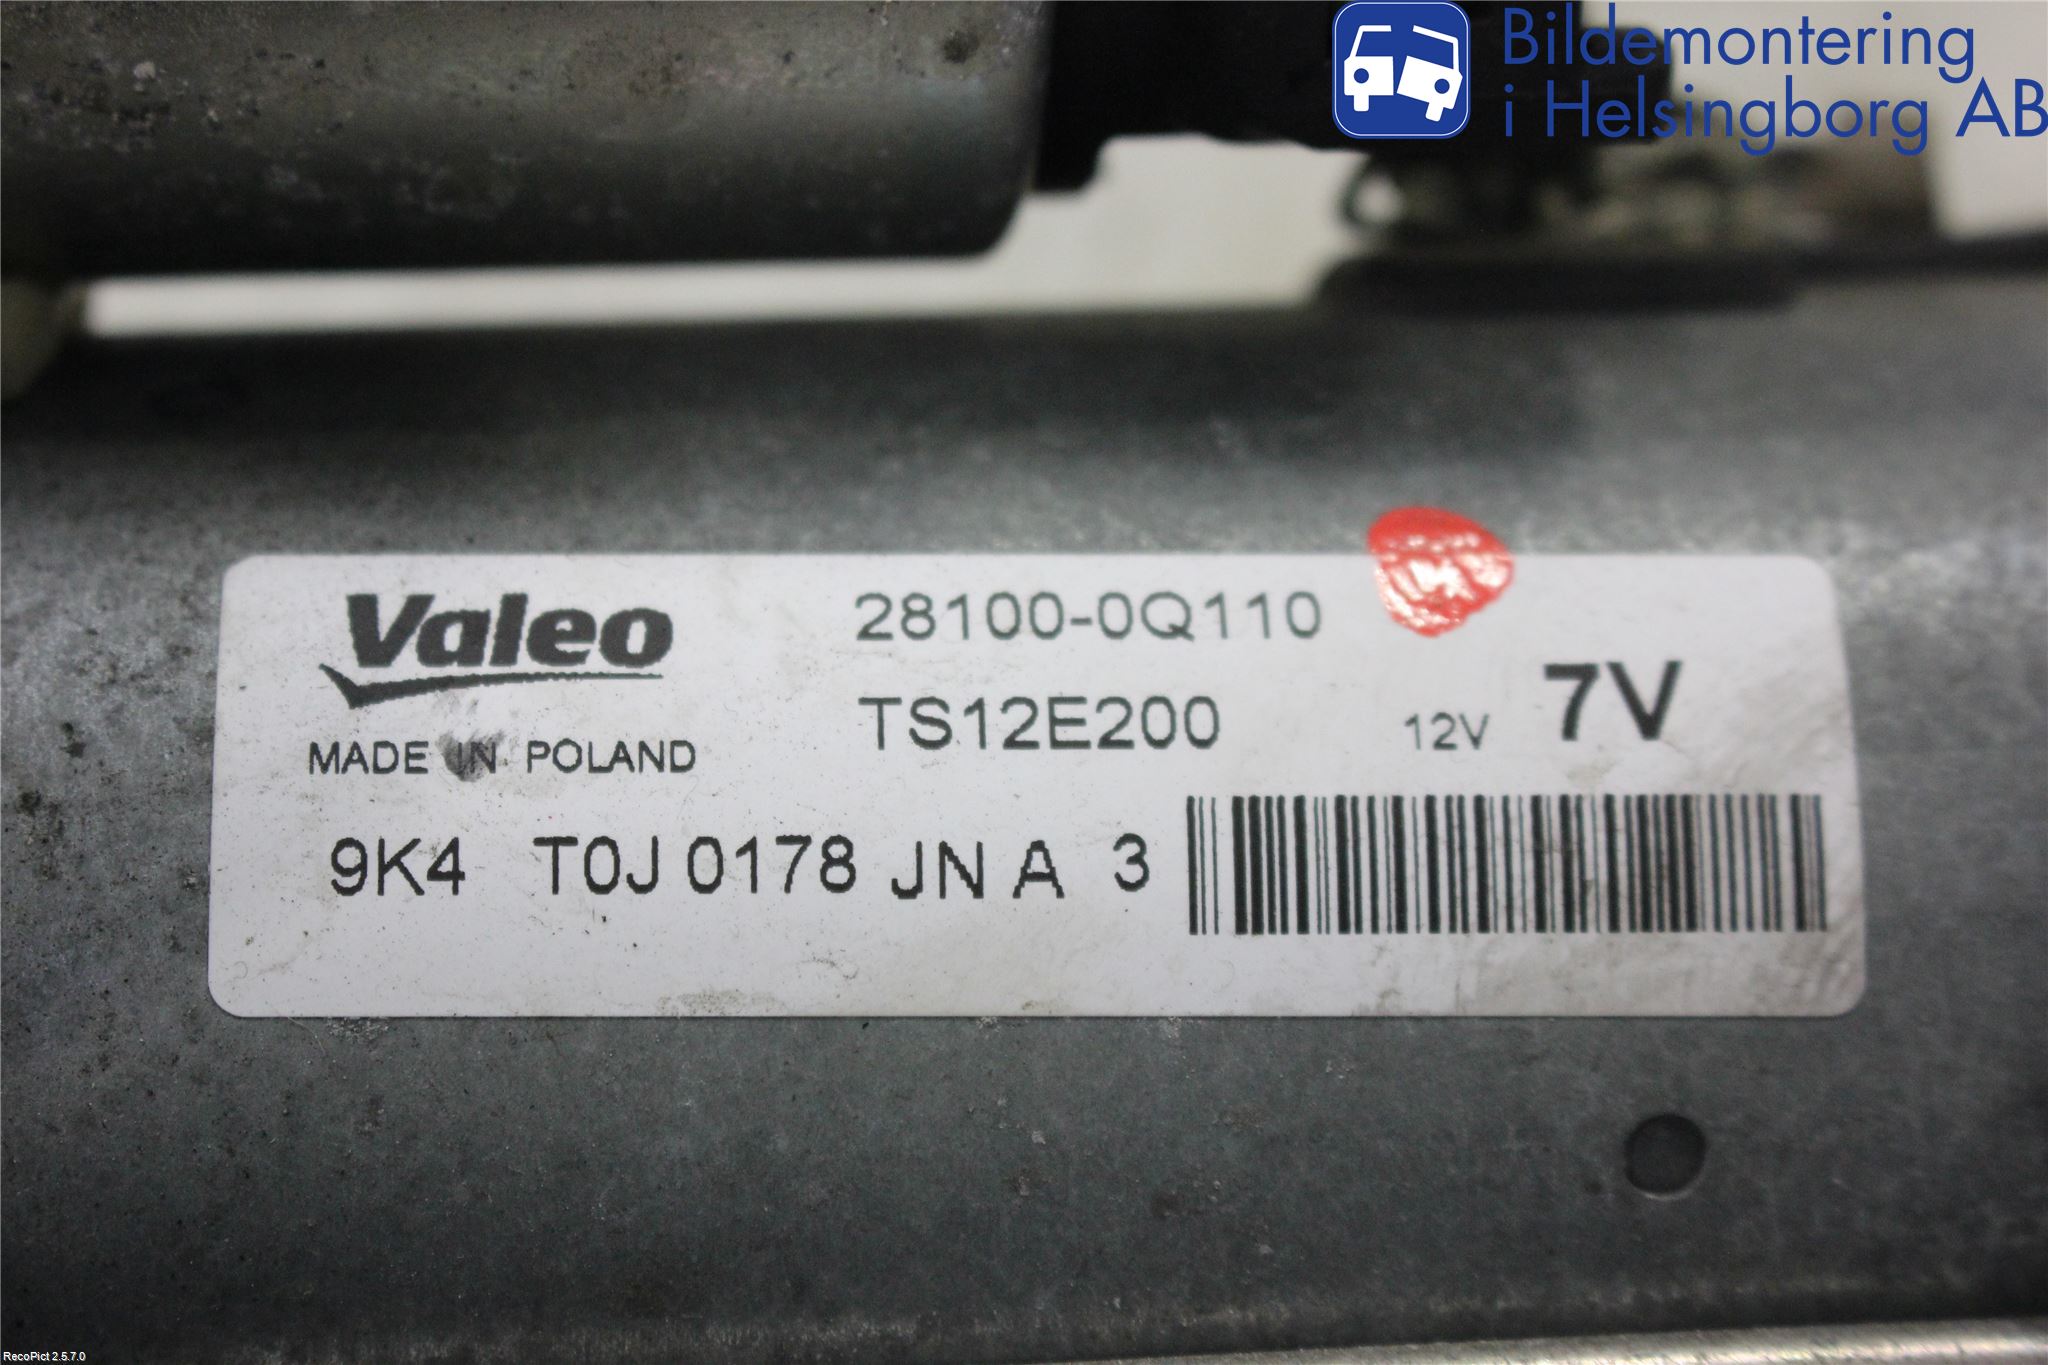 Bildemontering
i Helsingborg AB
Valeo
28100-0Q110
TS12E200
12V 7V
MADE IN POLAND
9K4 T0J 0178 JN A 3
RecoPict 2.5.7.0